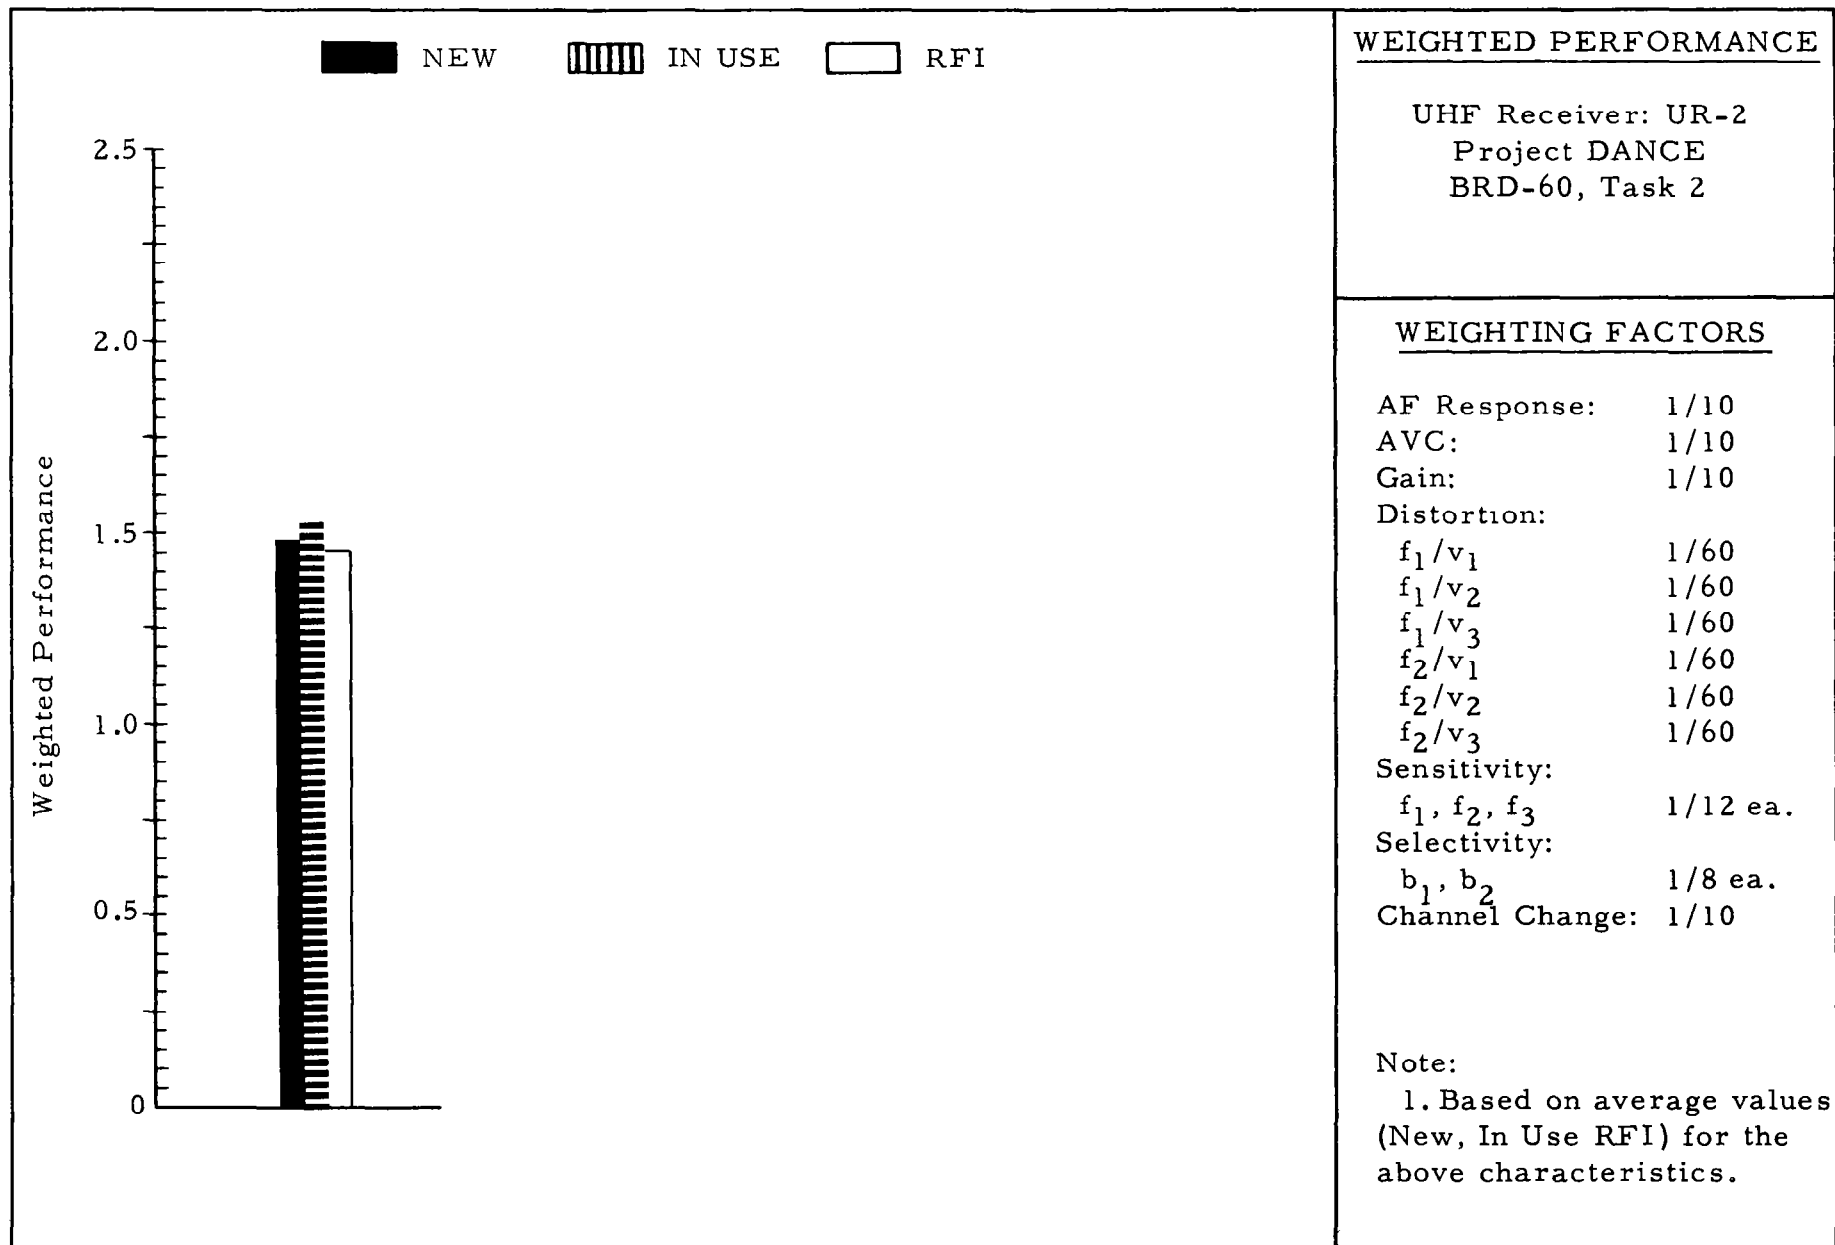 NEW IN USE RFI
Weighted Performance
2.5
2.0
1.5
1.0
0.5
0
WEIGHTED PERFORMANCE
UHF Receiver: UR-2
Project DANCE
BRD-60, Task 2
WEIGHTING FACTORS
AF Response: 1/10
AVC: 1/10
Gain: 1/10
Distortion:
f₁/v₁ 1/60
f₁/v₂ 1/60
f₁/v₃ 1/60
f₂/v₁ 1/60
f₂/v₂ 1/60
f₂/v₃ 1/60
Sensitivity:
f₁, f₂, f₃ 1/12 ea.
Selectivity:
b₁, b₂ 1/8 ea.
Channel Change: 1/10
Note:
1. Based on average values
(New, In Use RFI) for the
above characteristics.